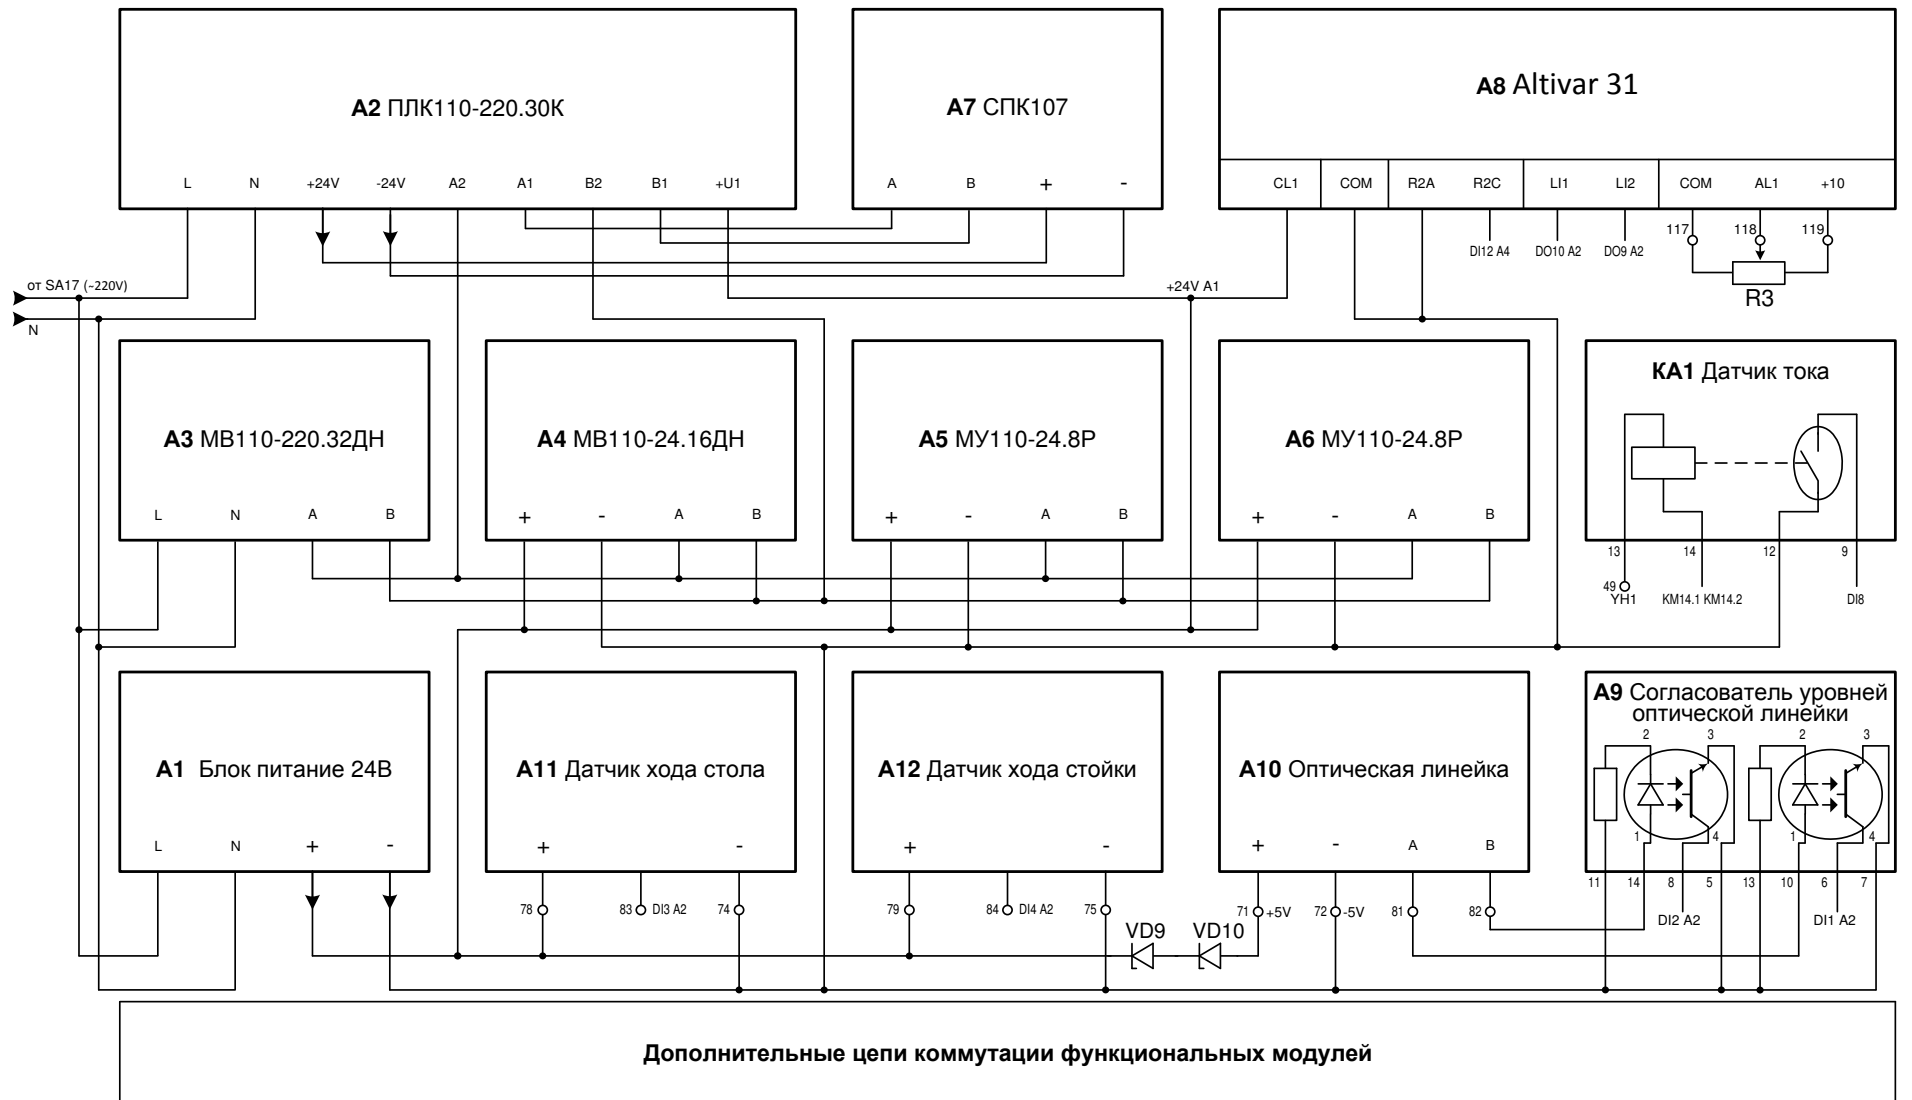 A2 ПЛК110-220.30К
L N +24V -24V A2 A1 B2 B1 +U1
A7 СПК107
A B + -
A8 Altivar 31
CL1 COM R2A R2C LI1 LI2 COM AL1 +10
DI12 A4 DO10 A2 DO9 A2
117 118 119
R3
от SA17 (~220V)
N
+24V A1
A3 МВ110-220.32ДН
L N A B
A4 МВ110-24.16ДН
+ - A B
A5 МУ110-24.8Р
+ - A B
A6 МУ110-24.8Р
+ - A B
КА1 Датчик тока
13 14 12 9
49
YH1 KM14.1 KM14.2 DI8
A1 Блок питание 24В
L N + -
A11 Датчик хода стола
+ -
78 83 DI3 A2 74
A12 Датчик хода стойки
+ -
79 84 DI4 A2 75
VD9 VD10
A10 Оптическая линейка
+ - A B
71 +5V 72 -5V 81 82
A9 Согласователь уровней
оптической линейки
2 3 2 3
1 4 1 4
11 14 8 5 13 10 6 7
DI2 A2 DI1 A2
Дополнительные цепи коммутации функциональных модулей